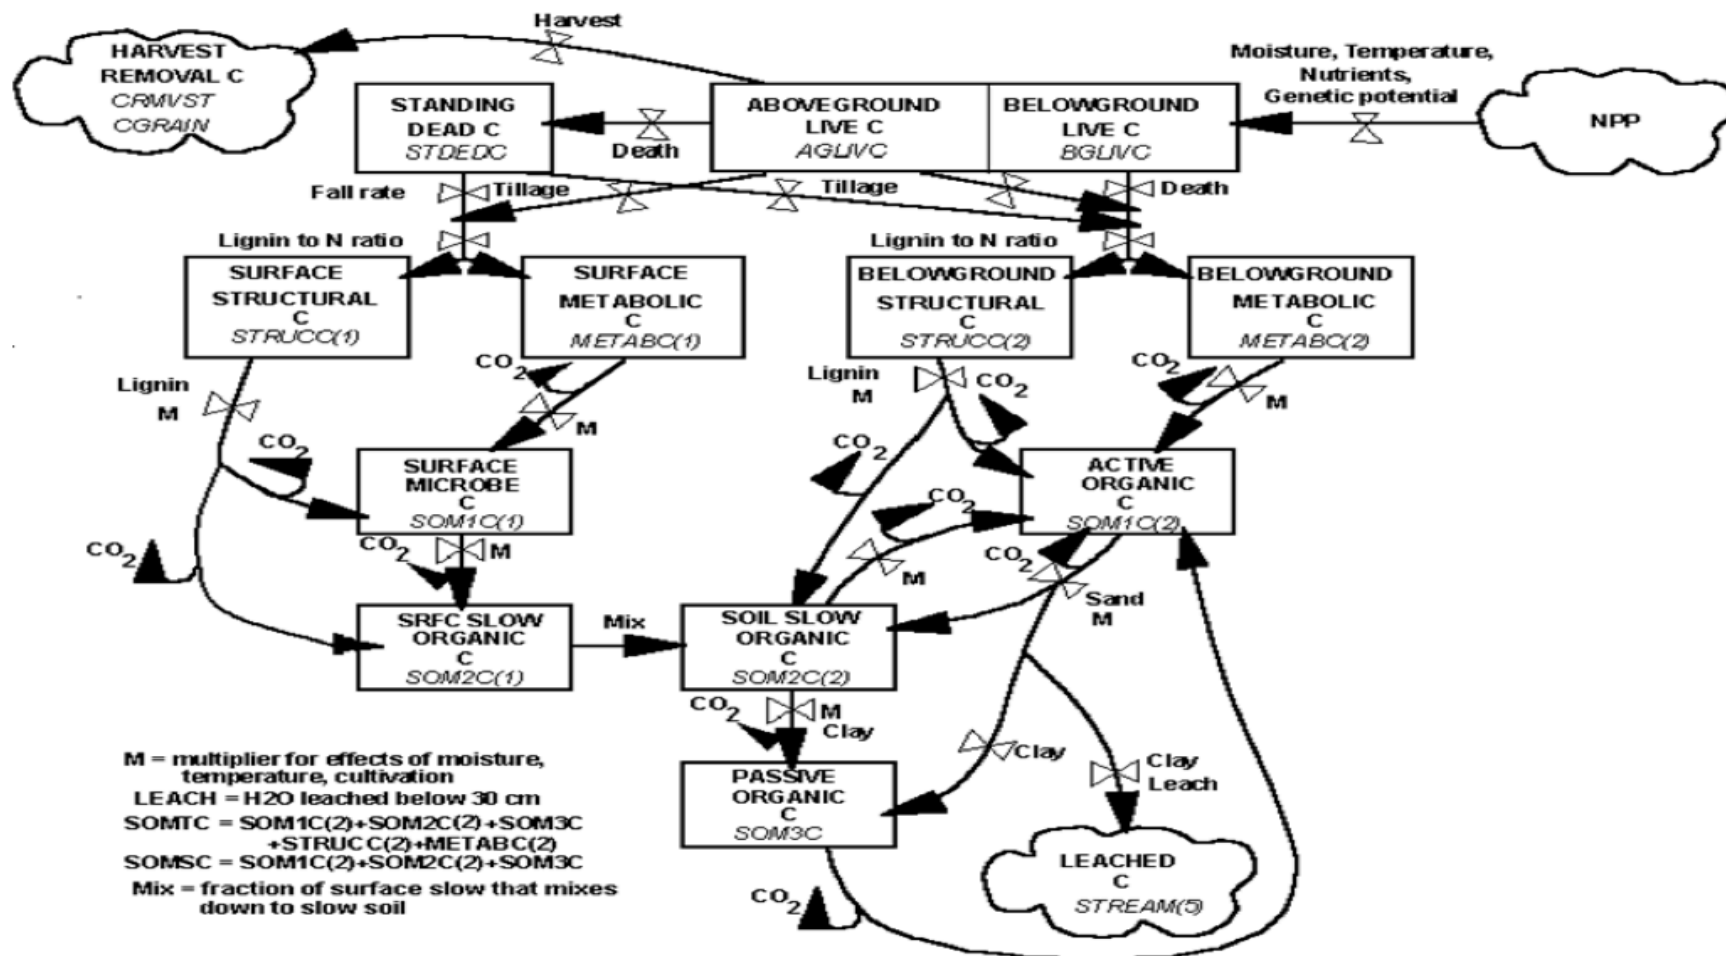 Harvest
HARVEST
REMOVAL C
CRMVST
CGRAIN
STANDING
DEAD C
STDEDC
Death
ABOVEGROUND
LIVE C
AGLIVC
BELOWGROUND
LIVE C
BGLIVC
Moisture, Temperature,
Nutrients,
Genetic potential
NPP
Fall rate
Tillage
Tillage
Death
Lignin to N ratio
Lignin to N ratio
SURFACE
STRUCTURAL
C
STRUCC(1)
SURFACE
METABOLIC
C
METABC(1)
BELOWGROUND
STRUCTURAL
C
STRUCC(2)
BELOWGROUND
METABOLIC
C
METABC(2)
Lignin
M
CO2
M
Lignin
M
CO2
CO2
M
CO2
SURFACE
MICROBE
C
SOM1C(1)
CO2
CO2
ACTIVE
ORGANIC
C
SOM1C(2)
CO2
CO2
M
M
CO2
Sand
M
SRFC SLOW
ORGANIC
C
SOM2C(1)
Mix
SOIL SLOW
ORGANIC
C
SOM2C(2)
CO2
M
Clay
Clay
Clay
Leach
PASSIVE
ORGANIC
C
SOM3C
CO2
LEACHED
C
STREAM(5)
M = multiplier for effects of moisture,
temperature, cultivation
LEACH = H2O leached below 30 cm
SOMTC = SOM1C(2)+SOM2C(2)+SOM3C
+STRUCC(2)+METABC(2)
SOMSC = SOM1C(2)+SOM2C(2)+SOM3C
Mix = fraction of surface slow that mixes
down to slow soil